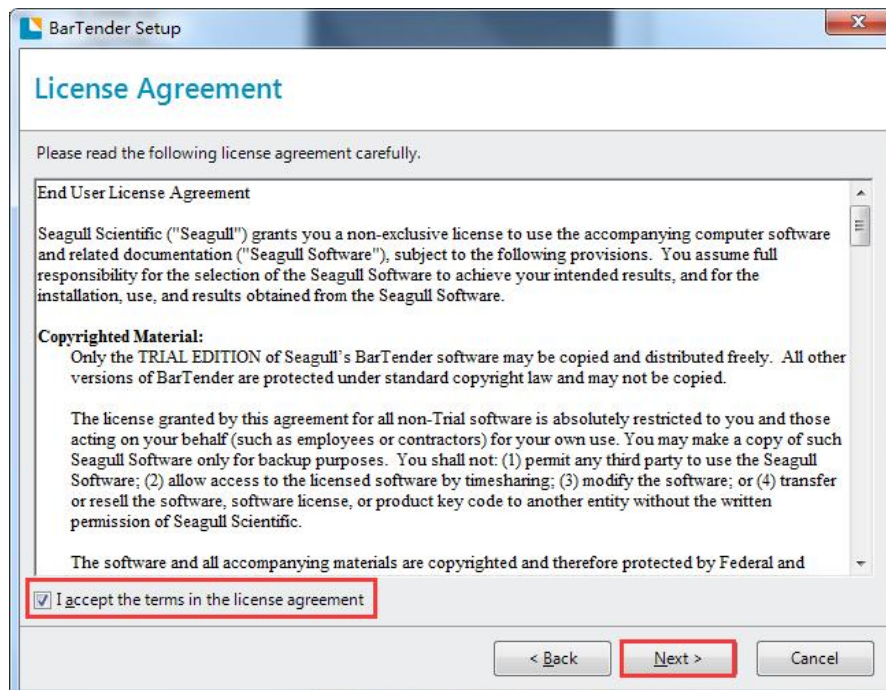 BarTender Setup
License Agreement
Please read the following license agreement carefully.
End User License Agreement
Seagull Scientific ("Seagull") grants you a non-exclusive license to use the accompanying computer software
and related documentation ("Seagull Software"), subject to the following provisions.  You assume full
responsibility for the selection of the Seagull Software to achieve your intended results, and for the
installation, use, and results obtained from the Seagull Software.
Copyrighted Material:
Only the TRIAL EDITION of Seagull's BarTender software may be copied and distributed freely.  All other
versions of BarTender are protected under standard copyright law and may not be copied.
The license granted by this agreement for all non-Trial software is absolutely restricted to you and those
acting on your behalf (such as employees or contractors) for your own use. You may make a copy of such
Seagull Software only for backup purposes.  You shall not: (1) permit any third party to use the Seagull
Software; (2) allow access to the licensed software by timesharing; (3) modify the software; or (4) transfer
or resell the software, software license, or product key code to another entity without the written
permission of Seagull Scientific.
The software and all accompanying materials are copyrighted and therefore protected by Federal and
I accept the terms in the license agreement
< Back
Next >
Cancel